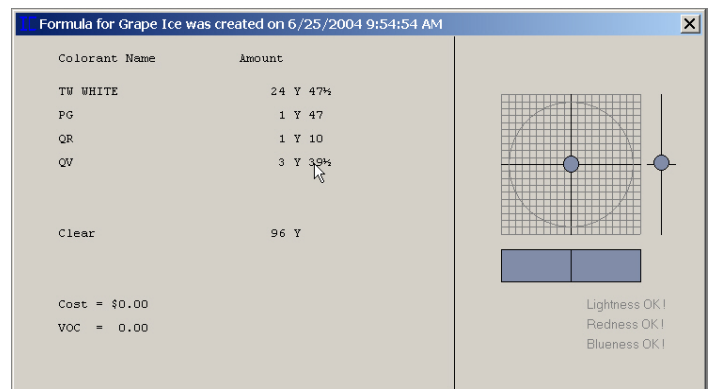 Formula for Grape Ice was created on 6/25/2004 9:54:54 AM
Colorant Name Amount
TW WHITE 24 Y 47½
PG 1 Y 47
QR 1 Y 10
QV 3 Y 39½
Clear 96 Y
Cost = $0.00
VOC = 0.00
Lightness OK!
Redness OK!
Blueness OK!